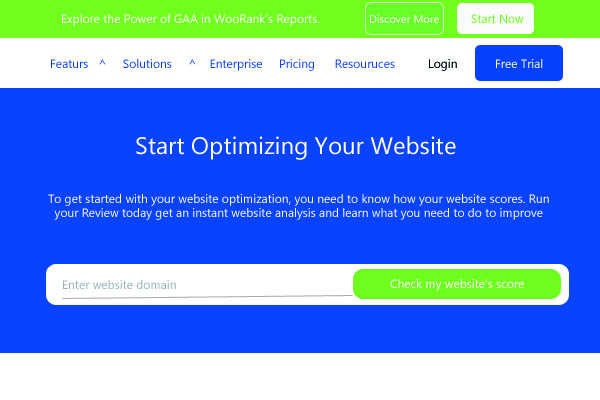 Explore the Power of GAA in WooRank's Reports. Discover More Start Now
Featurs ^ Solutions ^ Enterprise Pricing Resouruces Login Free Trial
Start Optimizing Your Website
To get started with your website optimization, you need to know how your website scores. Run
your Review today get an instant website analysis and learn what you need to do to improve
Enter website domain Check my website's score